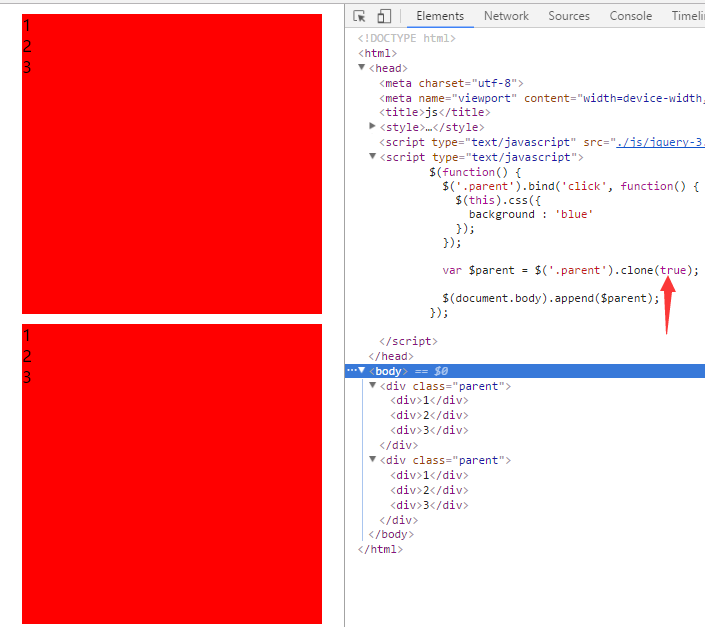 1
2
3
1
2
3
Elements Network Sources Console Timeli
<!DOCTYPE html>
<html>
<head>
<meta charset="utf-8">
<meta name="viewport" content="width=device-width,
<title>js</title>
<style>…</style>
<script type="text/javascript" src="./js/jquery-3.
<script type="text/javascript">
$(function() {
$('.parent').bind('click', function() {
$(this).css({
background : 'blue'
});
});
var $parent = $('.parent').clone(true);
$(document.body).append($parent);
});
</script>
</head>
…<body> == $0
<div class="parent">
<div>1</div>
<div>2</div>
<div>3</div>
</div>
<div class="parent">
<div>1</div>
<div>2</div>
<div>3</div>
</div>
</body>
</html>